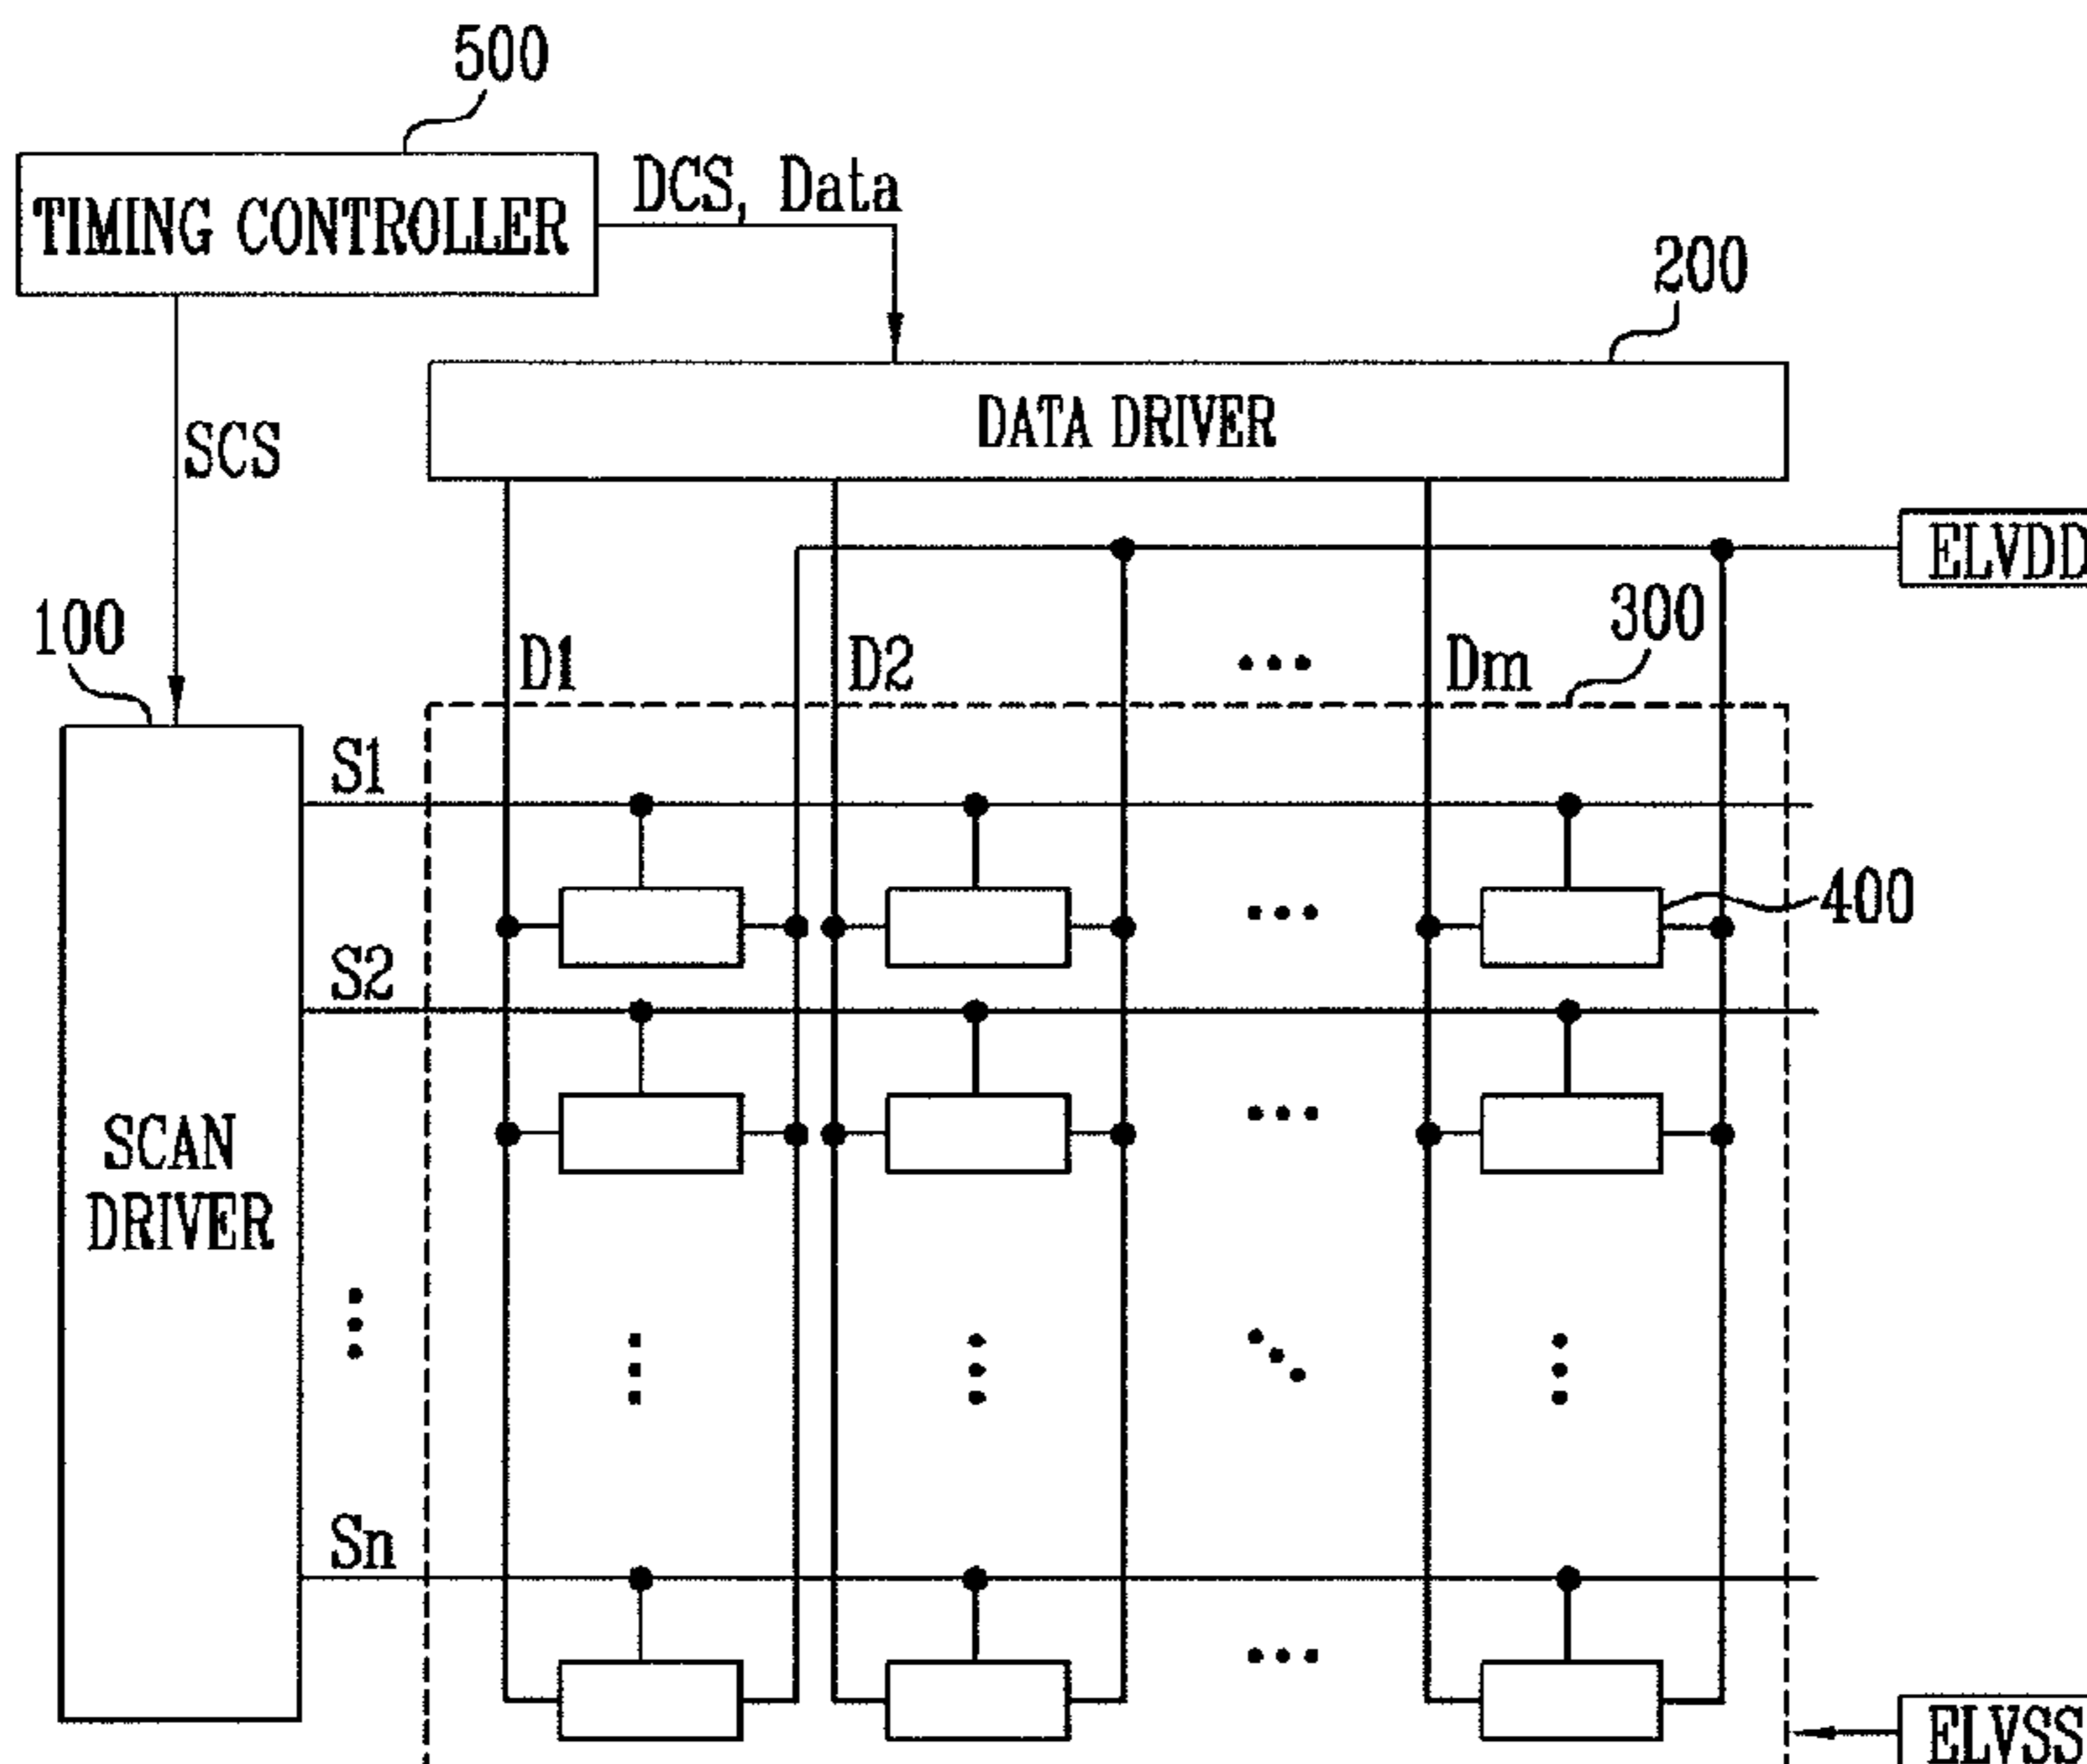 500
TIMING CONTROLLER
DCS, Data
200
DATA DRIVER
SCS
ELVDD
300
100
D1
D2
Dm
S1
400
S2
SCAN
DRIVER
Sn
ELVSS